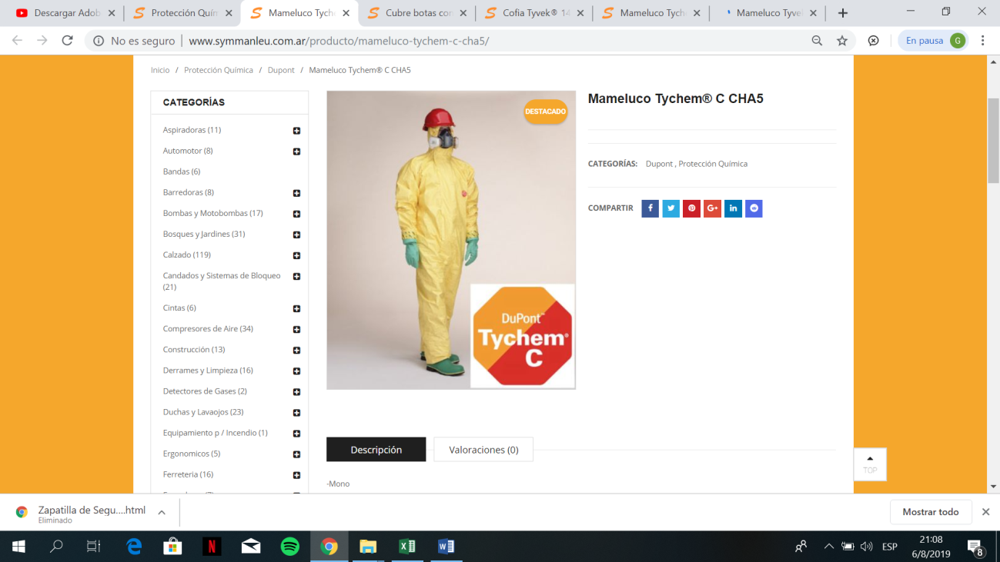 Descargar Adob
Protección Quín
Mameluco Tyche
Cubre botas con
Cofia Tyvek® 14
Mameluco Tych
Mameluco Tyvel
No es seguro | www.symmanleu.com.ar/producto/mameluco-tychem-c-cha5/
En pausa G
Inicio / Protección Química / Dupont / Mameluco Tychem® C CHA5
CATEGORÍAS
Aspiradoras (11)
Automotor (8)
Bandas (6)
Barredoras (8)
Bombas y Motobombas (17)
Bosques y Jardines (31)
Calzado (119)
Candados y Sistemas de Bloqueo
(21)
Cintas (6)
Compresores de Aire (34)
Construcción (13)
Derrames y Limpieza (16)
Detectores de Gases (2)
Duchas y Lavaojos (23)
Equipamiento p / Incendio (1)
Ergonomicos (5)
Ferreteria (16)
DESTACADO
DuPont™
Tychem®
C
Mameluco Tychem® C CHA5
CATEGORÍAS: Dupont , Protección Química
COMPARTIR
Descripción
Valoraciones (0)
-Mono
TOP
Zapatilla de Segu....html
Eliminado
Mostrar todo
ESP
21:08
6/8/2019
8